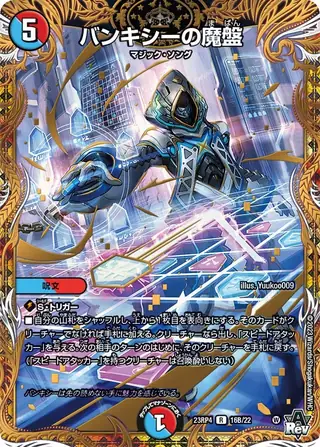 5
バンキシーの魔盤
まばん
マジック・ソング
呪文
illus. Yuukoo009
S・トリガー
■自分の山札をシャッフルし、上から1枚目を表向きにする。そのカードがク
リーチャーでなければ手札に加える。クリーチャーなら出し、「スピードアタッ
カー」を与える。次の相手のターンのはじめに、そのクリーチャーを手札に戻す。
(「スピードアタッカー」を持つクリーチャーは召喚酔いしない)
バンキシーは先の読めない手に魅力を感じている。
1
23RP4 R 16B/22 W
Rev